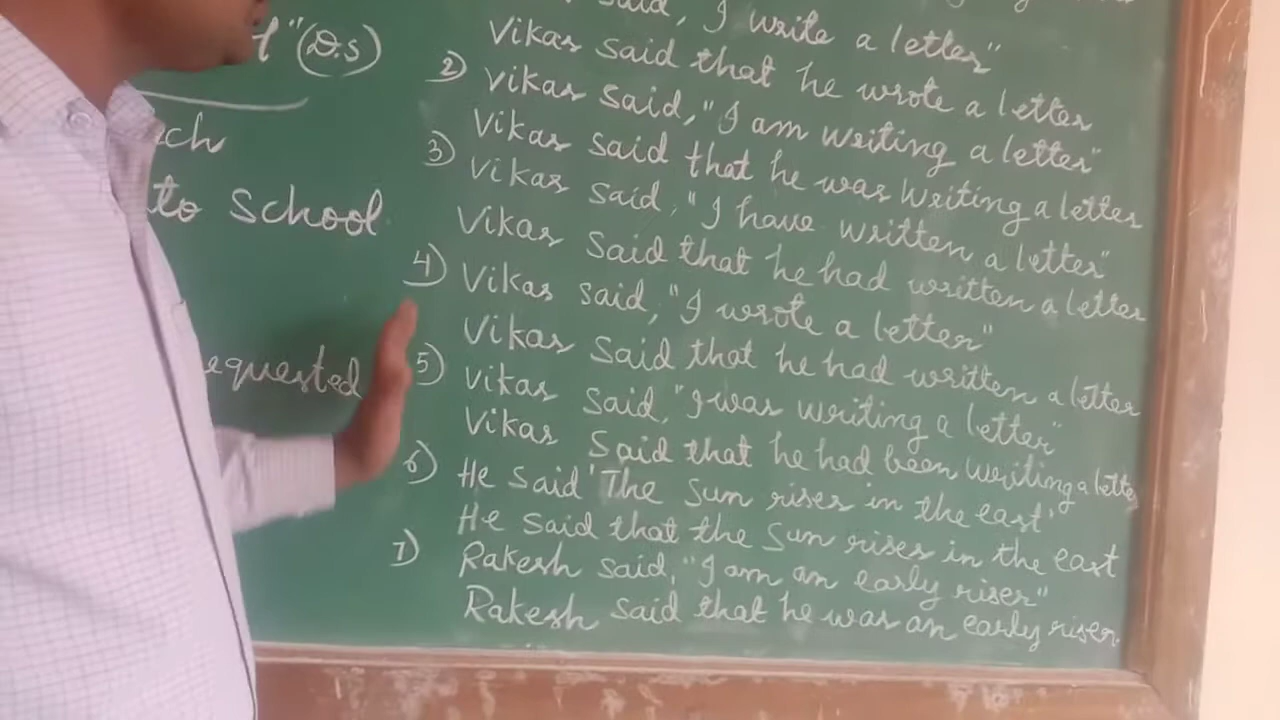 "(D.S)
to School
said, I write a letter"
Vikas said that he wrote a letter
2) Vikas said, "I am writing a letter"
Vikas said that he was writing a letter
3) Vikas said, "I have written a letter"
Vikas said that he had written a letter
4) Vikas said, "I wrote a letter"
Vikas said that he had written a letter
5) Vikas said, "I was writing a letter"
Vikas said that he had been writing a lette
6) He said 'The Sun rises in the east'
He said that the Sun rises in the east
7) Rakesh said, "I am an early riser"
Rakesh said that he was an early riser.